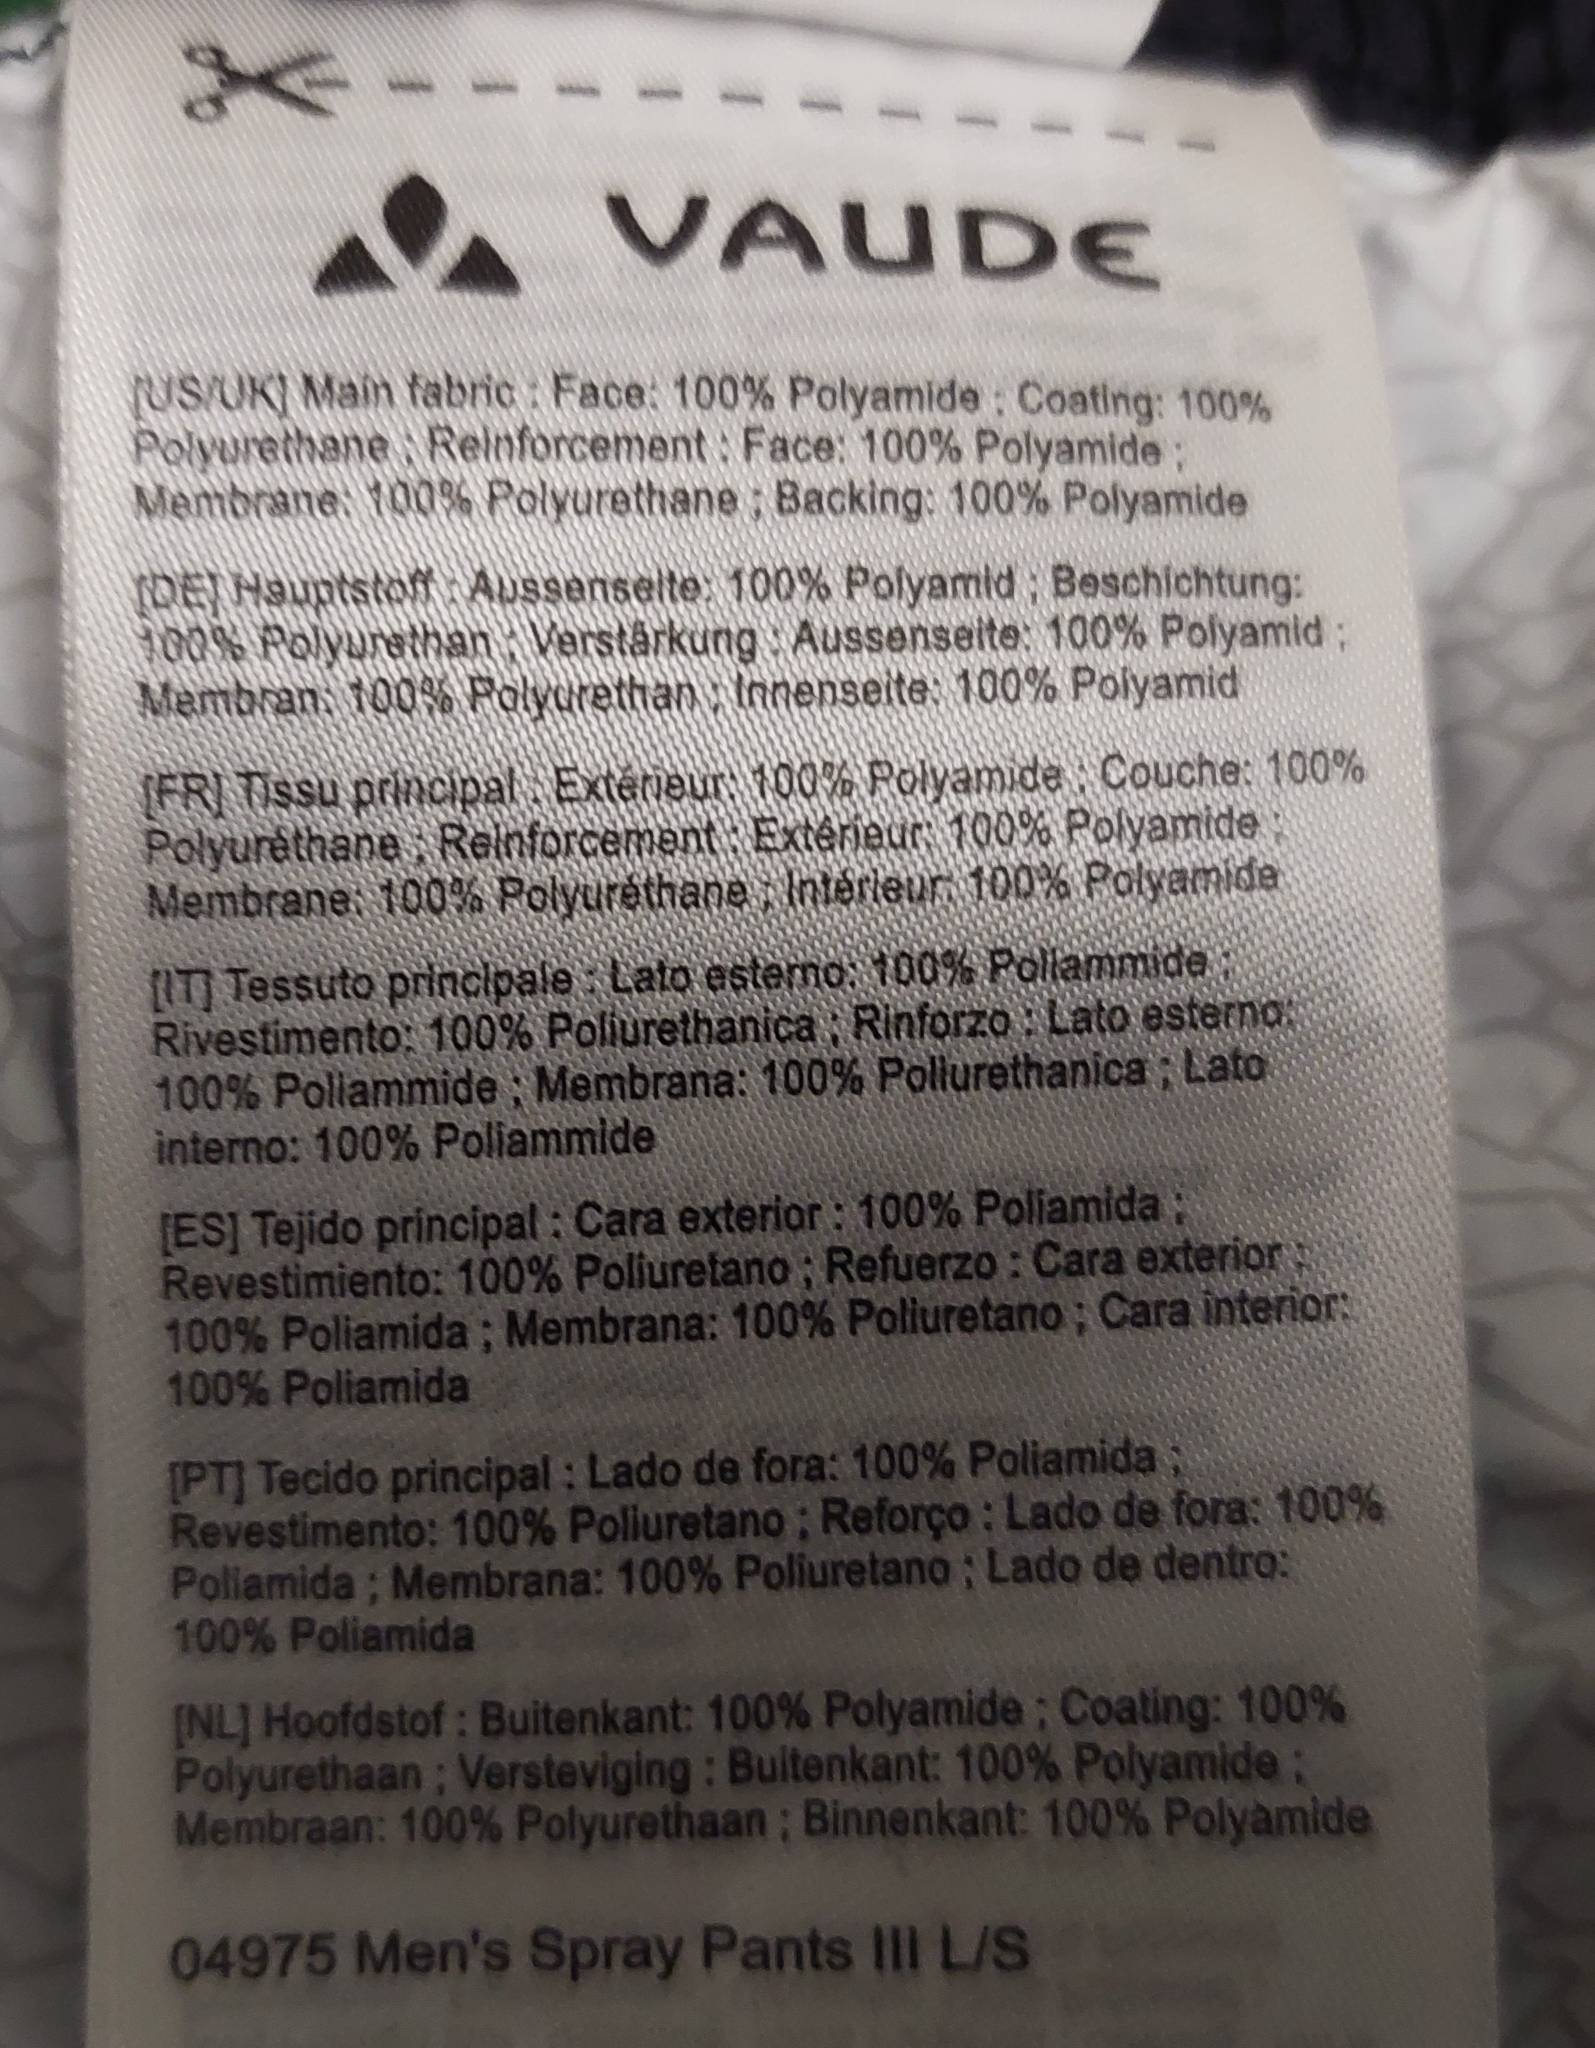 VAUDE
[US/UK] Main fabric : Face: 100% Polyamide ; Coating: 100%
Polyurethane ; Reinforcement : Face: 100% Polyamide ;
Membrane: 100% Polyurethane ; Backing: 100% Polyamide
[DE] Hauptstoff : Aussenseite: 100% Polyamid ; Beschichtung:
100% Polyurethan ; Verstärkung : Aussenseite: 100% Polyamid ;
Membran: 100% Polyurethan ; Innenseite: 100% Polyamid
[FR] Tissu principal : Extérieur: 100% Polyamide ; Couche: 100%
Polyuréthane ; Reinforcement : Extérieur: 100% Polyamide ;
Membrane: 100% Polyuréthane ; Intérieur: 100% Polyamide
[IT] Tessuto principale : Lato esterno: 100% Poliammide ;
Rivestimento: 100% Poliurethanica ; Rinforzo : Lato esterno:
100% Poliammide ; Membrana: 100% Poliurethanica ; Lato
interno: 100% Poliammide
[ES] Tejido principal : Cara exterior : 100% Poliamida ;
Revestimiento: 100% Poliuretano ; Refuerzo : Cara exterior :
100% Poliamida ; Membrana: 100% Poliuretano ; Cara interior:
100% Poliamida
[PT] Tecido principal : Lado de fora: 100% Poliamida ;
Revestimento: 100% Poliuretano ; Reforço : Lado de fora: 100%
Poliamida ; Membrana: 100% Poliuretano ; Lado de dentro:
100% Poliamida
[NL] Hoofdstof : Buitenkant: 100% Polyamide ; Coating: 100%
Polyurethaan ; Versteviging : Buitenkant: 100% Polyamide ;
Membraan: 100% Polyurethaan ; Binnenkant: 100% Polyamide
04975 Men's Spray Pants III L/S